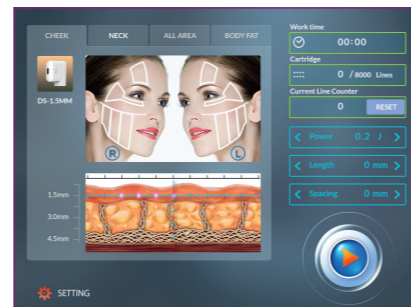 CHEEK
NECK
ALL AREA
BODY FAT
DS-1.5MM
R
L
1.5mm
3.0mm
4.5mm
SETTING
Work time
00:00
Cartridge
0 / 8000 Lines
Current Line Counter
0 RESET
Power 0.2 J
Length 0 mm
Spacing 0 mm